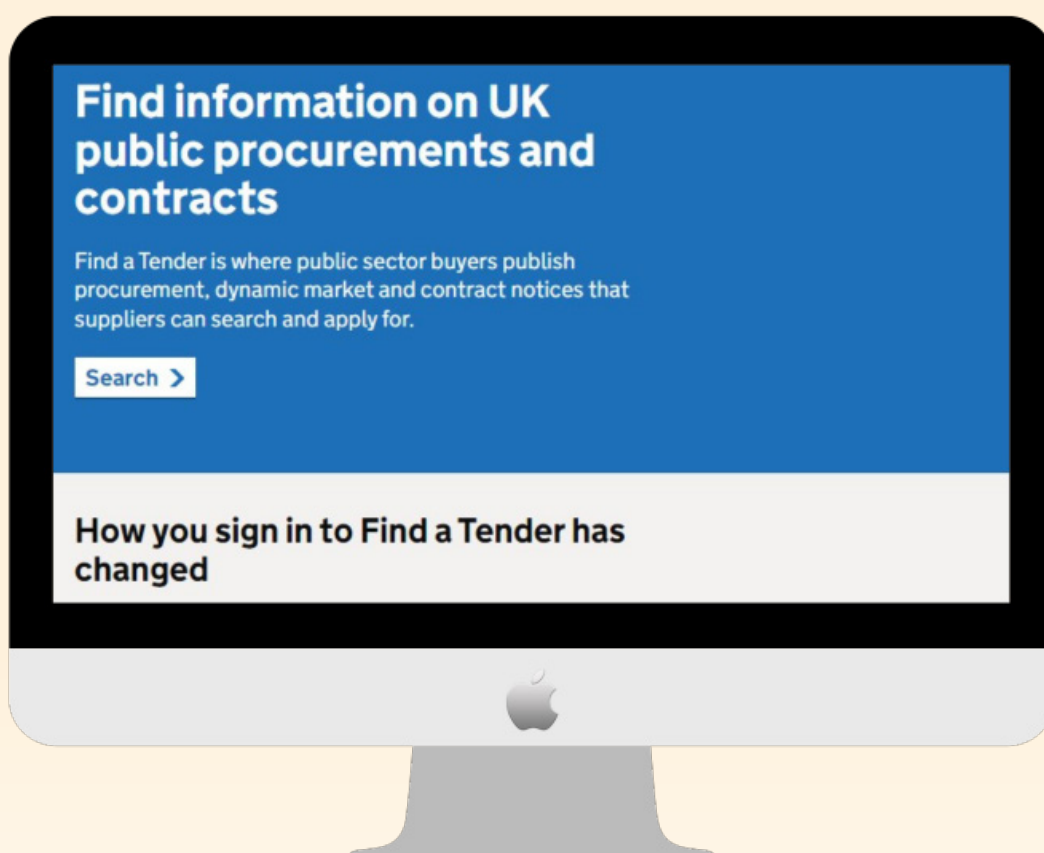 Find information on UK
public procurements and
contracts
Find a Tender is where public sector buyers publish
procurement, dynamic market and contract notices that
suppliers can search and apply for.
Search
How you sign in to Find a Tender has
changed